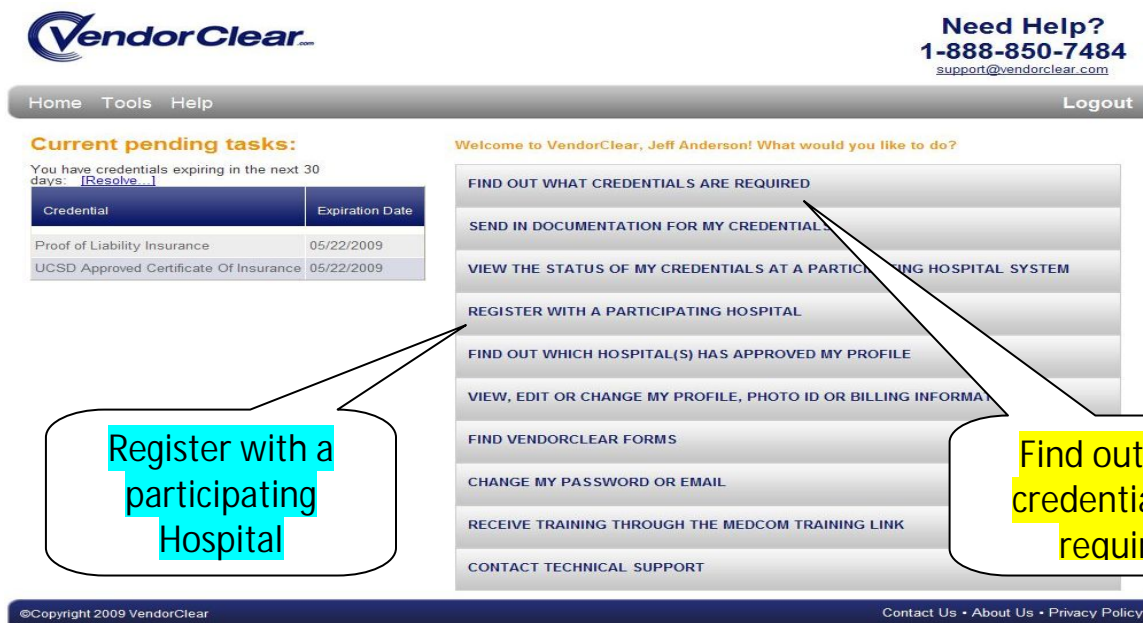 VendorClear.com
Need Help?
1-888-850-7484
support@vendorclear.com
Home Tools Help
Logout
Current pending tasks:
You have credentials expiring in the next 30
days: [Resolve...]
Credential Expiration Date
Proof of Liability Insurance 05/22/2009
UCSD Approved Certificate Of Insurance 05/22/2009
Welcome to VendorClear, Jeff Anderson! What would you like to do?
FIND OUT WHAT CREDENTIALS ARE REQUIRED
SEND IN DOCUMENTATION FOR MY CREDENTIALS
VIEW THE STATUS OF MY CREDENTIALS AT A PARTICIPATING HOSPITAL SYSTEM
REGISTER WITH A PARTICIPATING HOSPITAL
FIND OUT WHICH HOSPITAL(S) HAS APPROVED MY PROFILE
VIEW, EDIT OR CHANGE MY PROFILE, PHOTO ID OR BILLING INFORMAT
FIND VENDORCLEAR FORMS
CHANGE MY PASSWORD OR EMAIL
RECEIVE TRAINING THROUGH THE MEDCOM TRAINING LINK
CONTACT TECHNICAL SUPPORT
Register with a
participating
Hospital
Find out
credentia
requi
©Copyright 2009 VendorClear
Contact Us • About Us • Privacy Policy